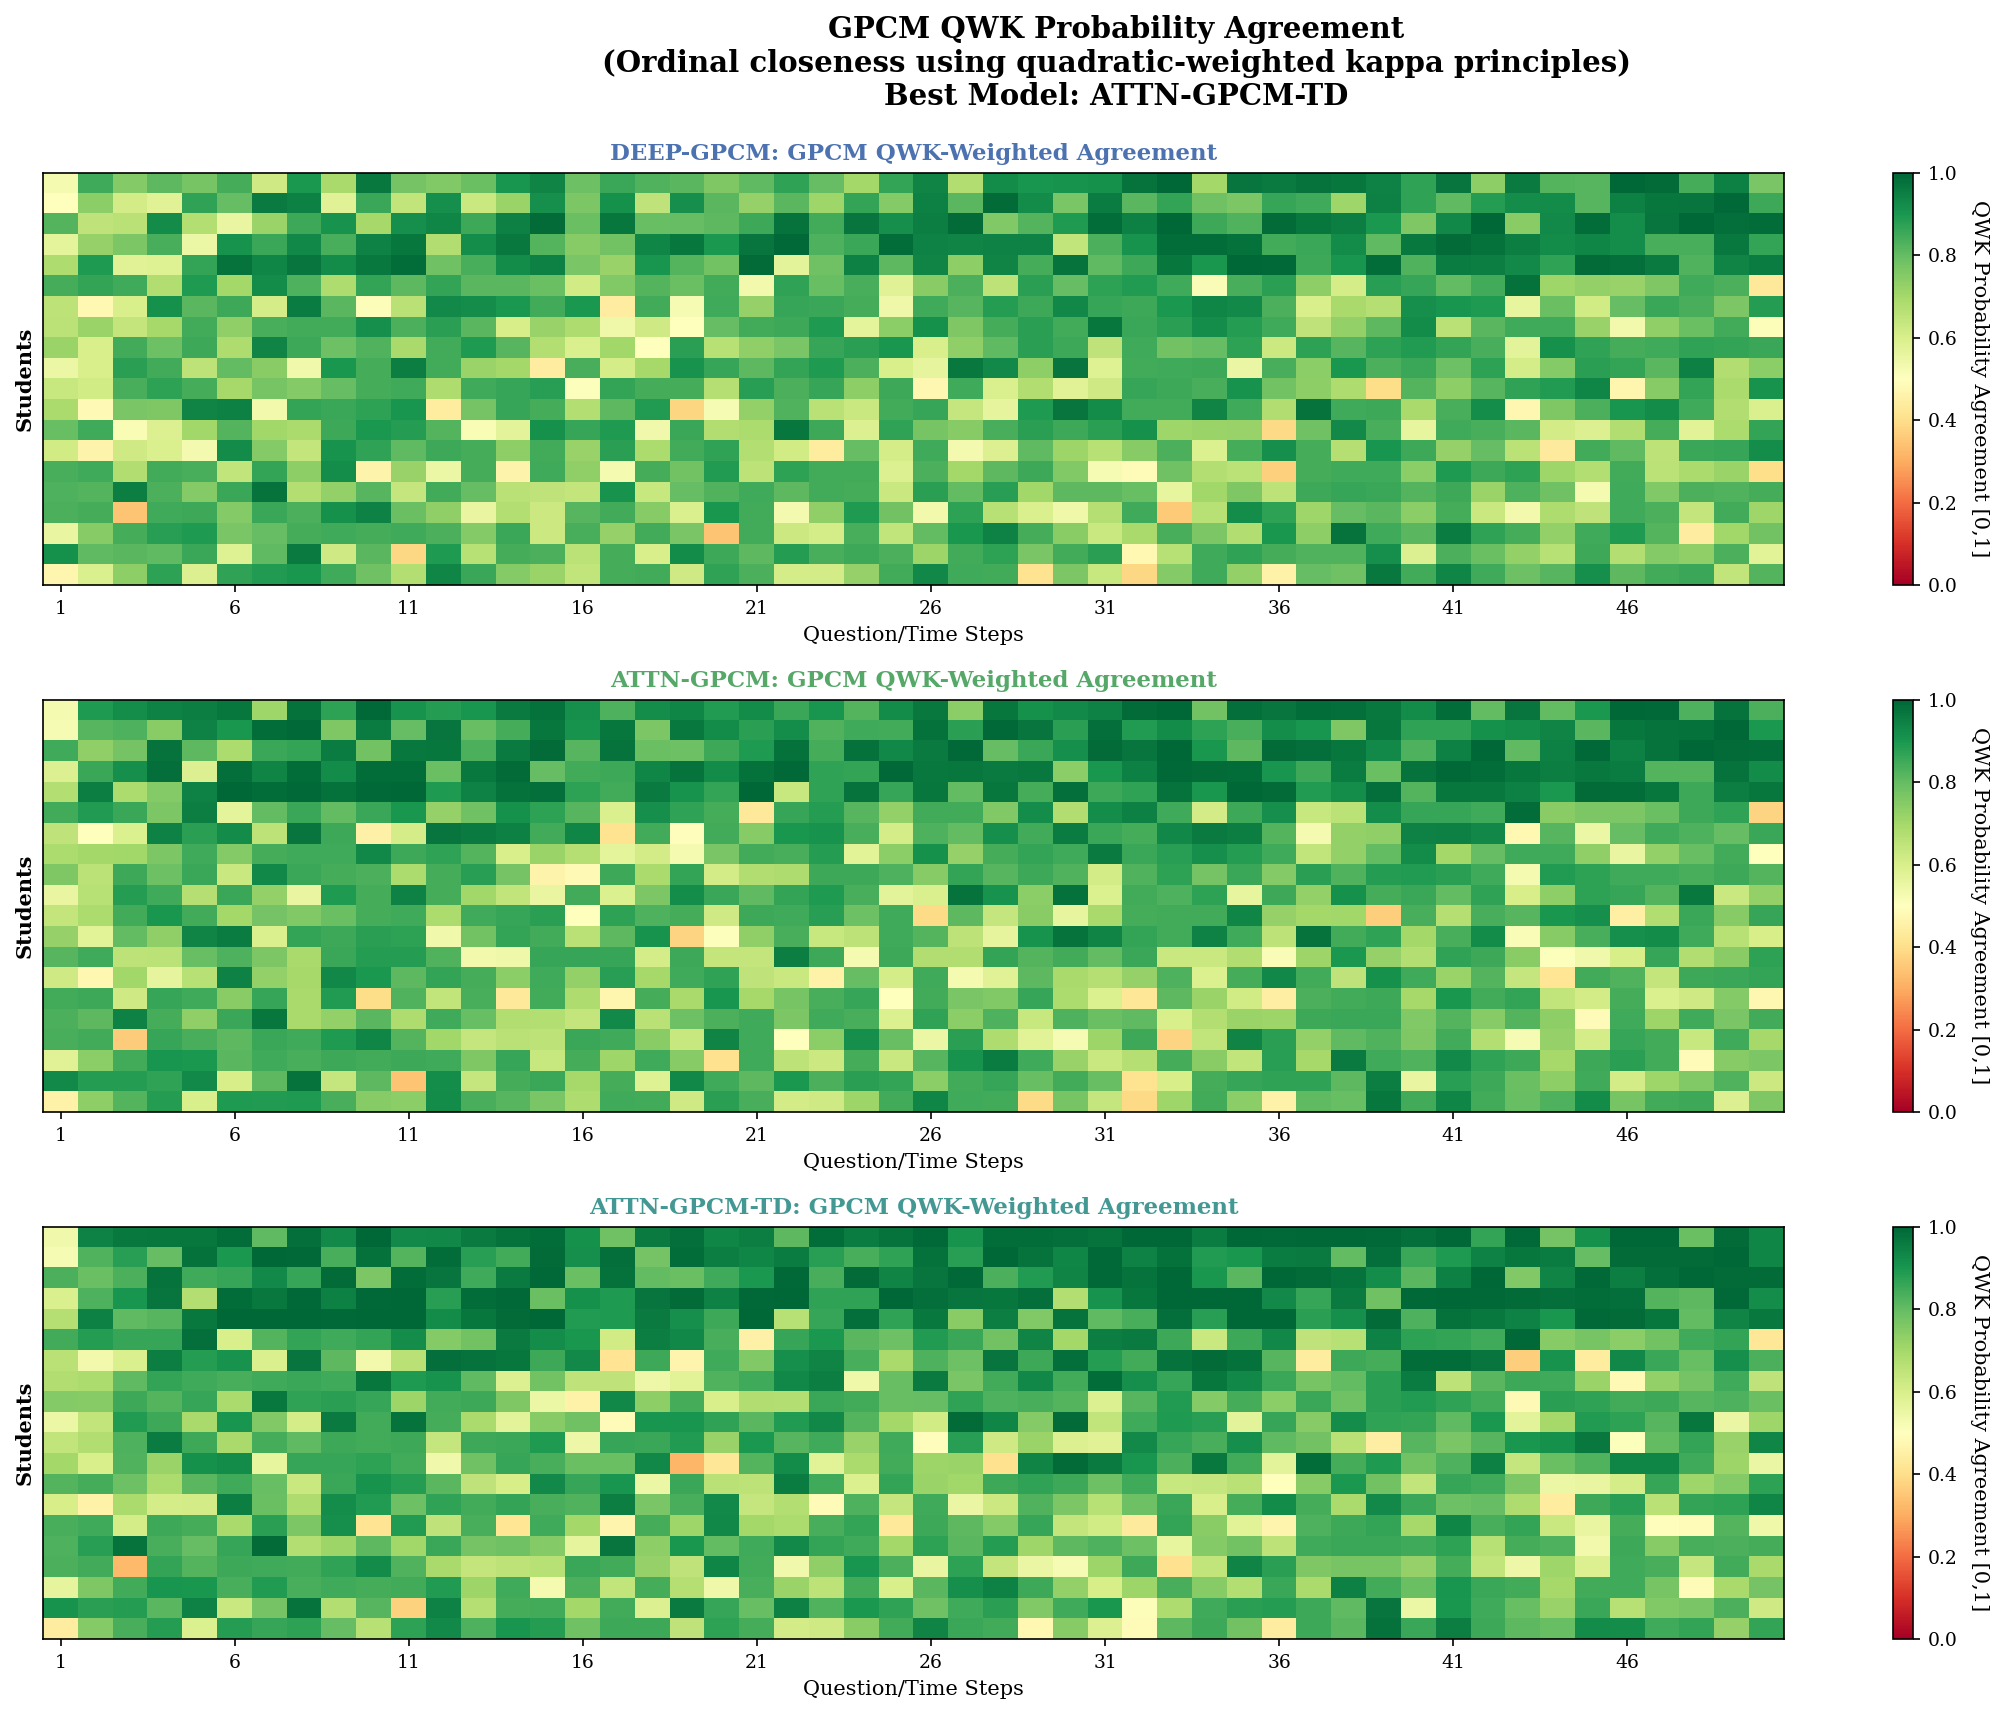 GPCM QWK Probability Agreement
(Ordinal closeness using quadratic-weighted kappa principles)
Best Model: ATTN-GPCM-TD
DEEP-GPCM: GPCM QWK-Weighted Agreement
Students
1 6 11 16 21 26 31 36 41 46
Question/Time Steps
1.0
0.8
0.6
0.4
0.2
0.0
QWK Probability Agreement [0,1]
ATTN-GPCM: GPCM QWK-Weighted Agreement
Students
1 6 11 16 21 26 31 36 41 46
Question/Time Steps
1.0
0.8
0.6
0.4
0.2
0.0
QWK Probability Agreement [0,1]
ATTN-GPCM-TD: GPCM QWK-Weighted Agreement
Students
1 6 11 16 21 26 31 36 41 46
Question/Time Steps
1.0
0.8
0.6
0.4
0.2
0.0
QWK Probability Agreement [0,1]